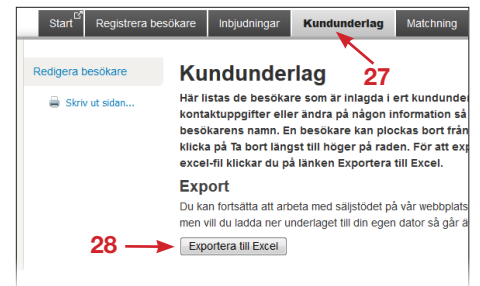 Start Registrera besökare Inbjudningar Kundunderlag Matchning
27
Redigera besökare
Skriv ut sidan...
Kundunderlag
Här listas de besökare som är inlagda i ert
kontaktuppgifter eller ändra på någon information så
besökarens namn. En besökare kan plockas bort från
klicka på Ta bort längst till höger på raden. För att
excel-fil klickar du på länken Exportera till Excel.
Export
Du kan fortsätta att arbeta med säljstödet på vår
men vill du ladda ner underlaget till din egen dator så går
28
Exportera till Excel